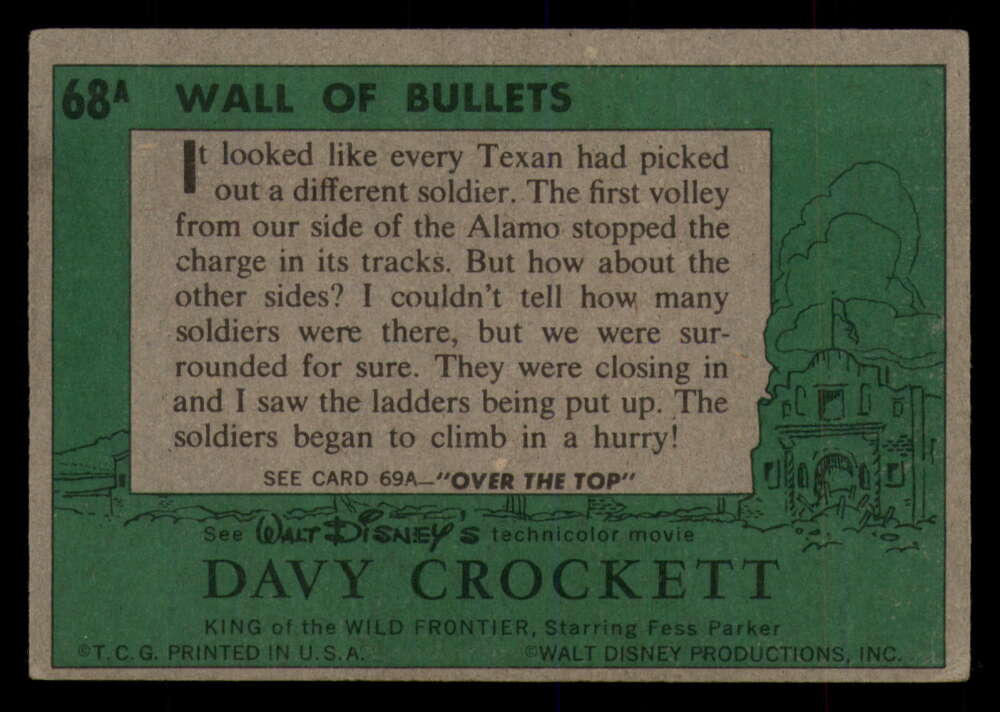 68A WALL OF BULLETS
It looked like every Texan had picked
out a different soldier. The first volley
from our side of the Alamo stopped the
charge in its tracks. But how about the
other sides? I couldn't tell how many
soldiers were there, but we were sur-
rounded for sure. They were closing in
and I saw the ladders being put up. The
soldiers began to climb in a hurry!
SEE CARD 69A—"OVER THE TOP"
See WALT DISNEY'S technicolor movie
DAVY CROCKETT
KING of the WILD FRONTIER, Starring Fess Parker
©T.C.G. PRINTED IN U.S.A. ©WALT DISNEY PRODUCTIONS, INC.